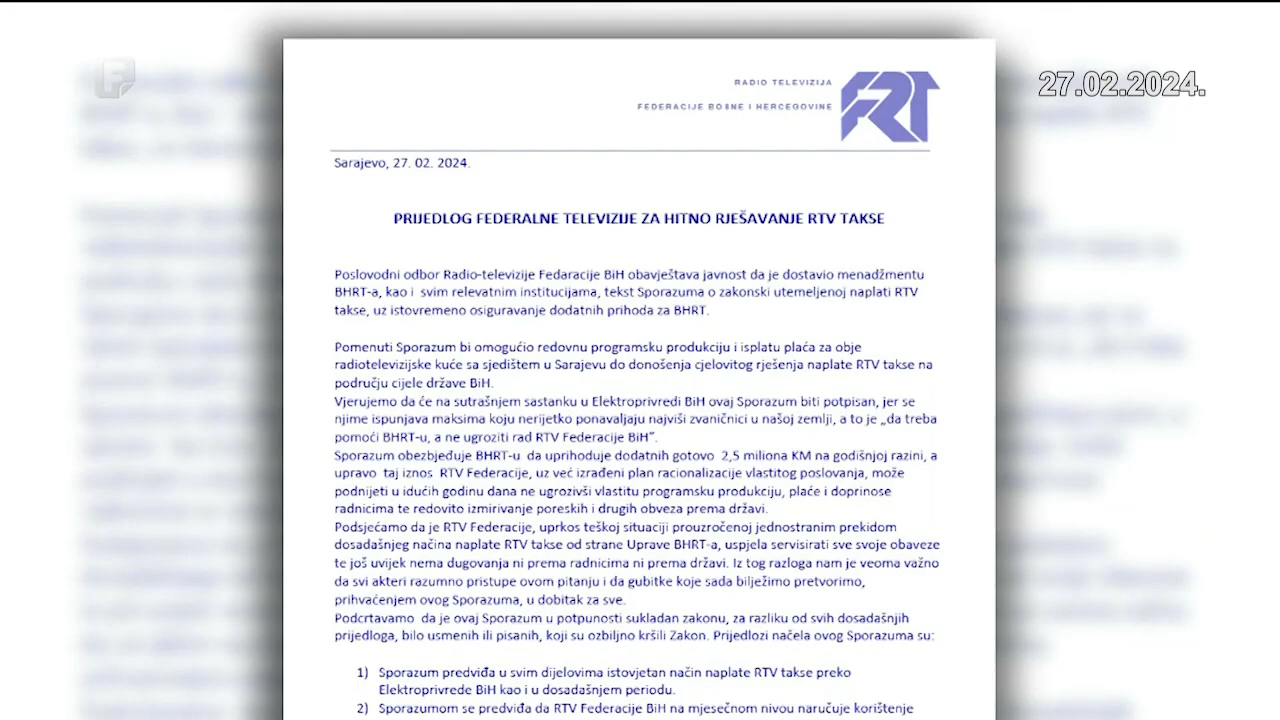 F
27.02.2024.
RADIO TELEVIZIJA
FEDERACIJE BOSNE I HERCEGOVINE
FRT
Sarajevo, 27. 02. 2024.
PRIJEDLOG FEDERALNE TELEVIZIJE ZA HITNO RJEŠAVANJE RTV TAKSE
Poslovodni odbor Radio-televizije Fedaracije BiH obavještava javnost da je dostavio menadžmentu
BHRT-a, kao i svim relevatnim institucijama, tekst Sporazuma o zakonski utemeljenoj naplati RTV
takse, uz istovremeno osiguravanje dodatnih prihoda za BHRT.
Pomenuti Sporazum bi omogućio redovnu programsku produkciju i isplatu plaća za obje
radiotelevizijske kuće sa sjedištem u Sarajevu do donošenja cjelovitog rješenja naplate RTV takse na
području cijele države BiH.
Vjerujemo da će na sutrašnjem sastanku u Elektroprivredi BiH ovaj Sporazum biti potpisan, jer se
njime ispunjava maksima koju nerijetko ponavaljaju najviši zvaničnici u našoj zemlji, a to je „da treba
pomoći BHRT-u, a ne ugroziti rad RTV Federacije BiH".
Sporazum obezbjeđuje BHRT-u da uprihoduje dodatnih gotovo 2,5 miliona KM na godišnjoj razini, a
upravo taj iznos RTV Federacije, uz već izrađeni plan racionalizacije vlastitog poslovanja, može
podnijeti u idućih godinu dana ne ugrozivši vlastitu programsku produkciju, plaće i doprinose
radnicima te redovito izmirivanje poreskih i drugih obveza prema državi.
Podsjećamo da je RTV Federacije, uprkos teškoj situaciji prouzročenoj jednostranim prekidom
dosadašnjeg načina naplate RTV takse od strane Uprave BHRT-a, uspjela servisirati sve svoje obaveze
te još uvijek nema dugovanja ni prema radnicima ni prema državi. Iz tog razloga nam je veoma važno
da svi akteri razumno pristupe ovom pitanju i da gubitke koje sada bilježimo pretvorimo,
prihvaćenjem ovog Sporazuma, u dobitak za sve.
Podcrtavamo da je ovaj Sporazum u potpunosti sukladan zakonu, za razliku od svih dosadašnjih
prijedloga, bilo usmenih ili pisanih, koji su ozbiljno kršili Zakon. Prijedlozi načela ovog Sporazuma su:
1) Sporazum predviđa u svim dijelovima istovjetan način naplate RTV takse preko
Elektroprivrede BiH kao i u dosadašnjem periodu.
2) Sporazumom se predviđa da RTV Federacije BiH na mjesečnom nivou naručuje korištenje